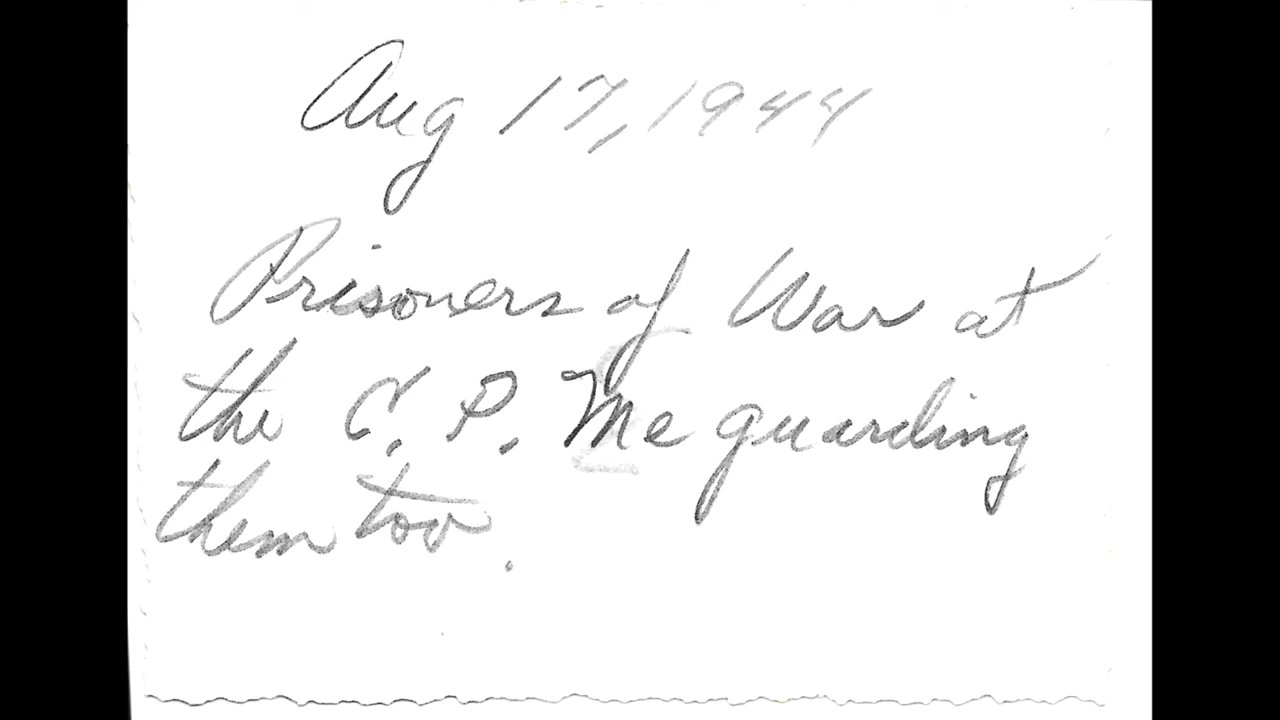 Aug 17, 1944
Prisoners of War at
the C. P. Me guarding
them too.